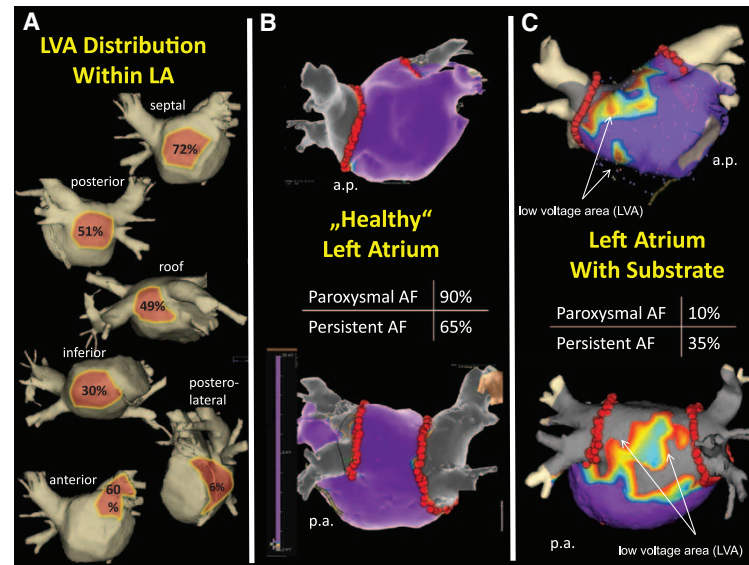 A
LVA Distribution
Within LA
septal
72%
posterior
51%
roof
49%
inferior
30%
postero-
lateral
6%
anterior
60
%
B
a.p.
„Healthy“
Left Atrium
Paroxysmal AF 90%
Persistent AF 65%
p.a.
C
a.p.
low voltage area (LVA)
Left Atrium
With Substrate
Paroxysmal AF 10%
Persistent AF 35%
p.a.
low voltage area (LVA)